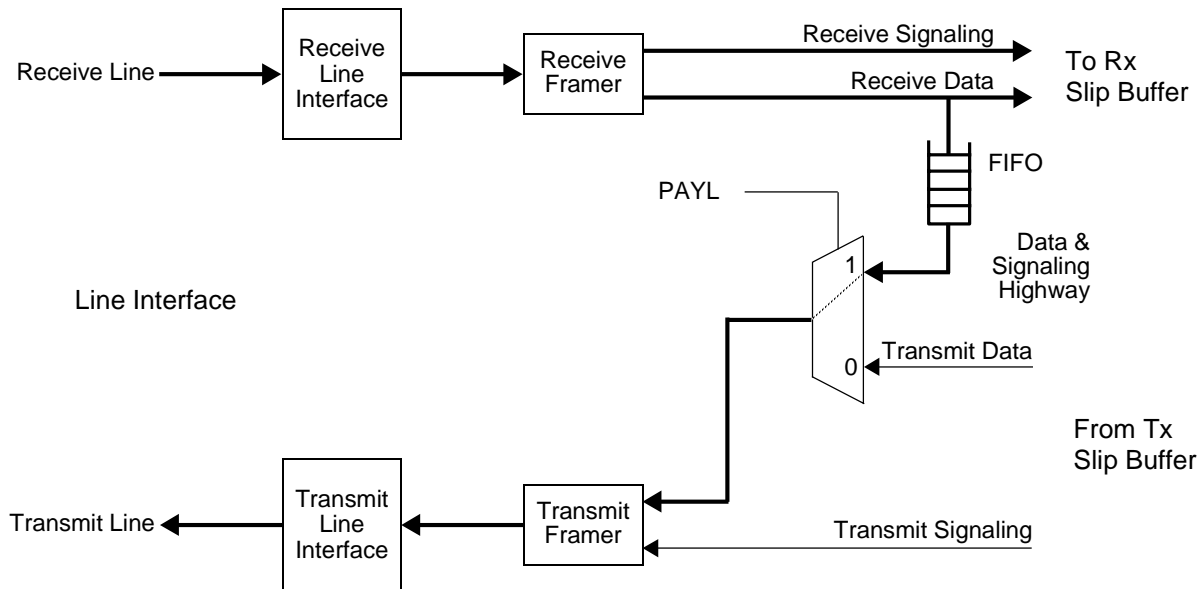 Receive Line
Receive
Line
Interface
Receive
Framer
Receive Signaling
Receive Data
To Rx
Slip Buffer
FIFO
PAYL
Data &
Signaling
Highway
1
Line Interface
0
Transmit Data
From Tx
Slip Buffer
Transmit Line
Transmit
Line
Interface
Transmit
Framer
Transmit Signaling